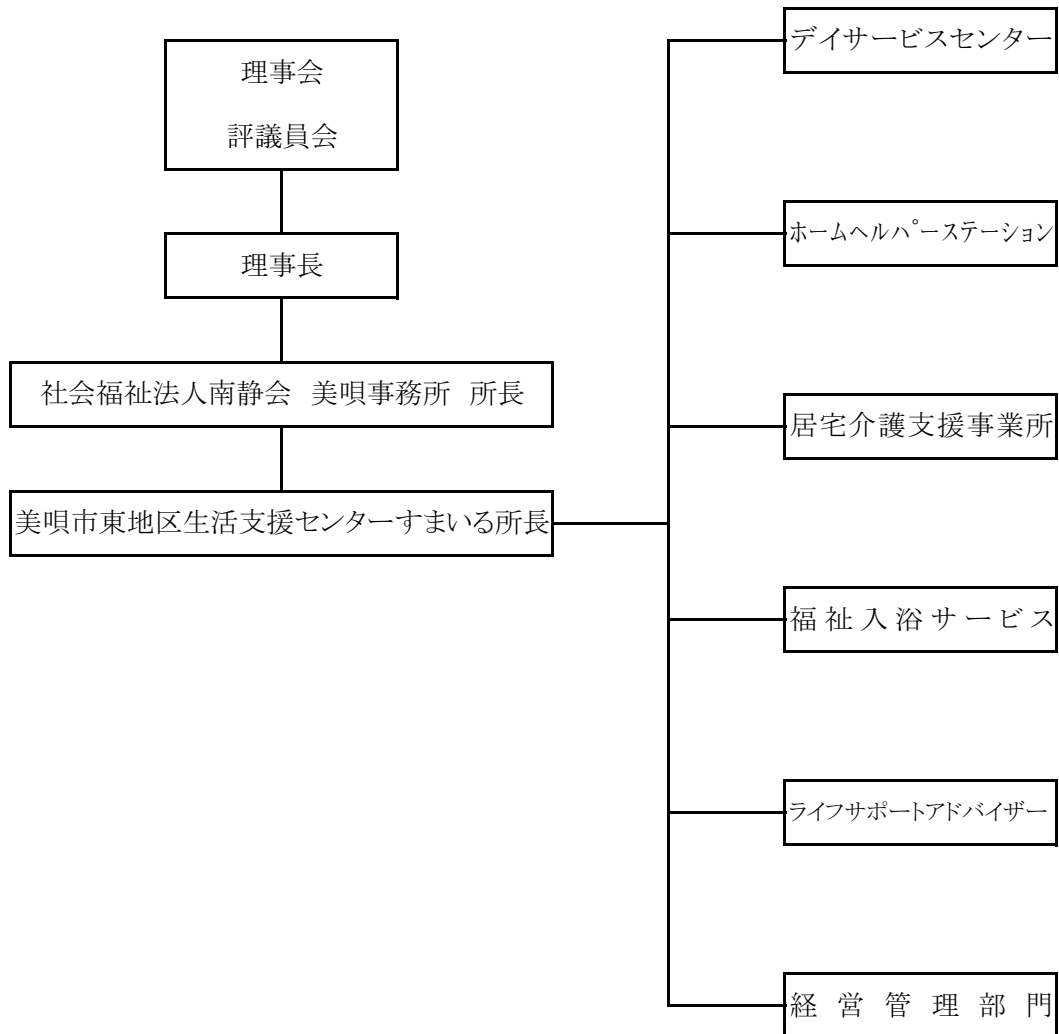 理事会
評議員会
理事長
社会福祉法人南静会　美唄事務所　所長
美唄市東地区生活支援センターすまいる所長
デイサービスセンター
ホームヘルパーステーション
居宅介護支援事業所
福祉入浴サービス
ライフサポートアドバイザー
経営管理部門